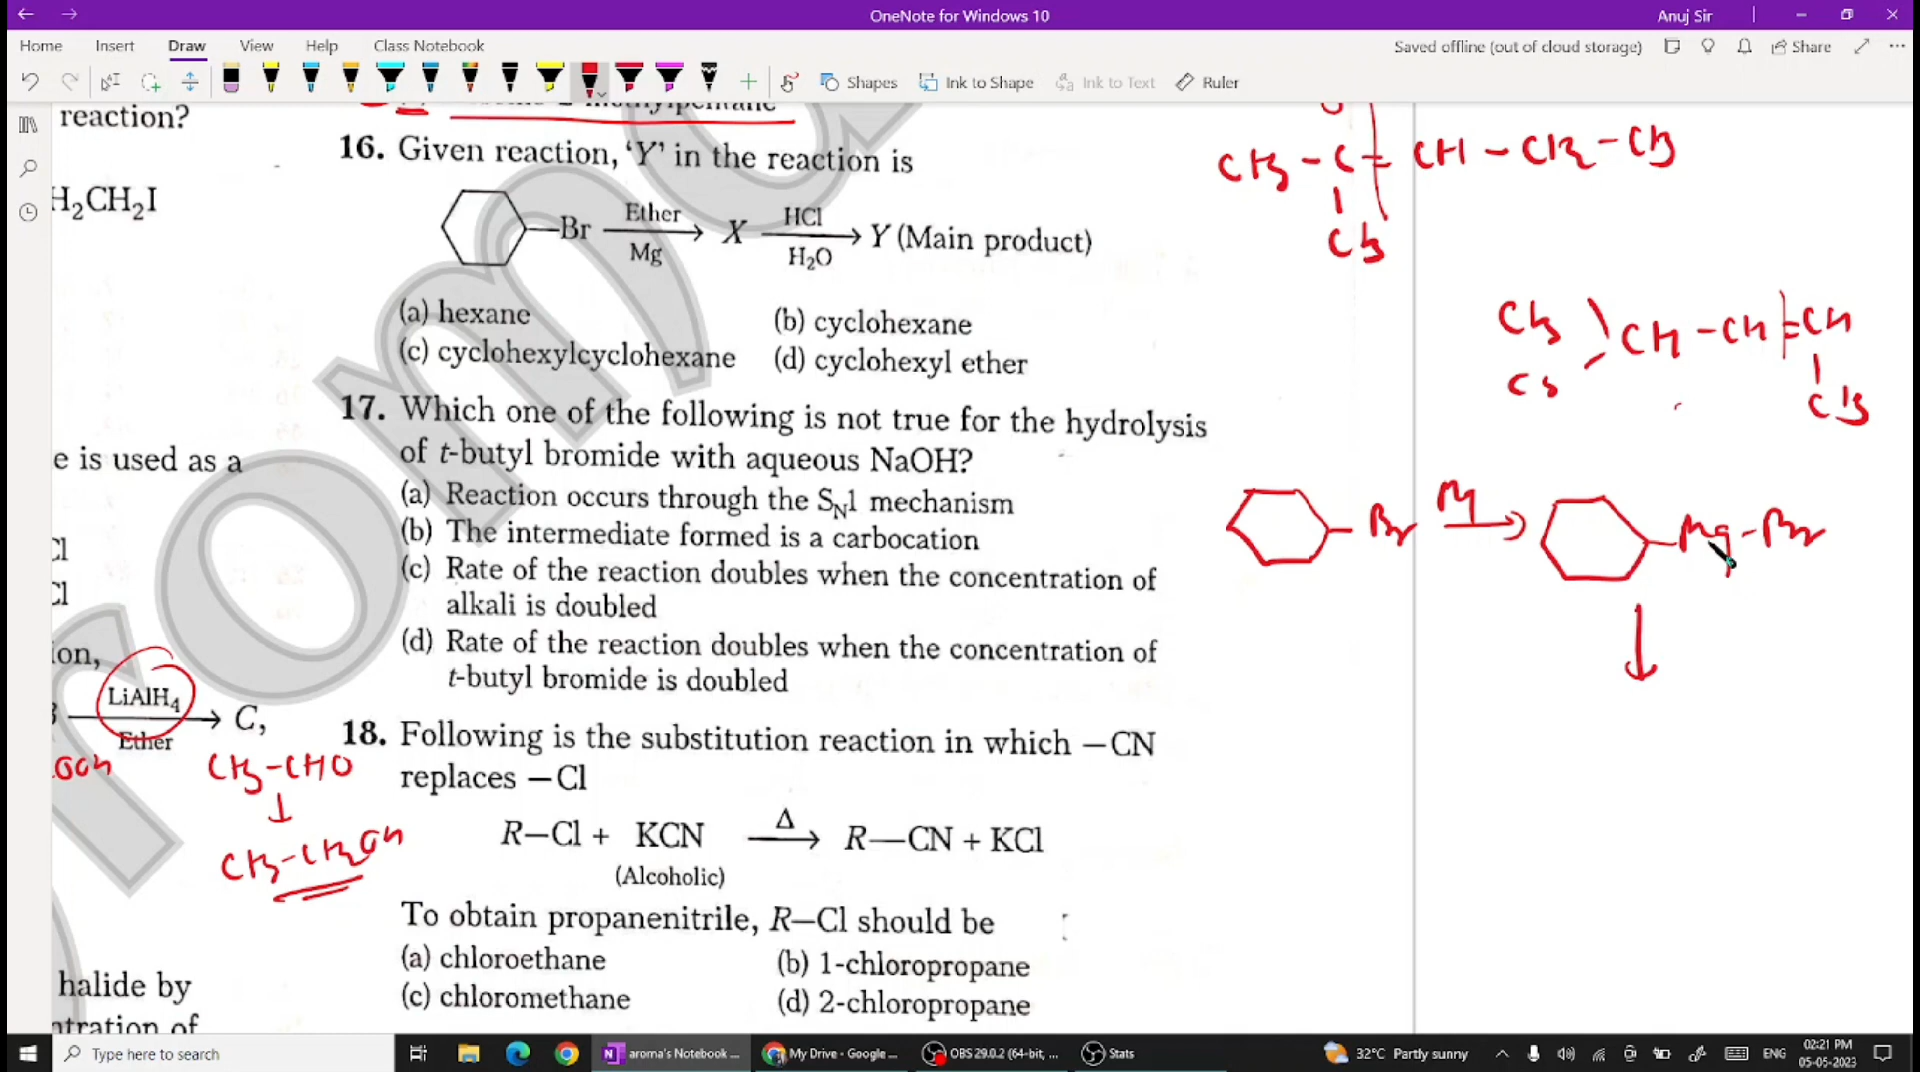 OneNote for Windows 10
Anuj Sir
Home Insert Draw View Help Class Notebook
Saved offline (out of cloud storage)
Share
Shapes
Ink to Shape
Ink to Text
Ruler
reaction?
H₂CH₂I
e is used as a
Cl
Cl
ion,
LiAlH₄
Ether
→ C,
CH3-CHO
↓
CH3-CH2OH
halide by
ntration of
16. Given reaction, ‘Y’ in the reaction is
—Br Ether → X HCl → Y (Main product)
Mg H₂O
(a) hexane (b) cyclohexane
(c) cyclohexylcyclohexane (d) cyclohexyl ether
17. Which one of the following is not true for the hydrolysis
of t-butyl bromide with aqueous NaOH?
(a) Reaction occurs through the S_N1 mechanism
(b) The intermediate formed is a carbocation
(c) Rate of the reaction doubles when the concentration of
alkali is doubled
(d) Rate of the reaction doubles when the concentration of
t-butyl bromide is doubled
18. Following is the substitution reaction in which —CN
replaces —Cl
R—Cl + KCN Δ → R—CN + KCl
(Alcoholic)
To obtain propanenitrile, R—Cl should be
(a) chloroethane (b) 1-chloropropane
(c) chloromethane (d) 2-chloropropane
CH3 - C = CH - CH2 - CH3
CH3
CH3
CH - CH = CH
CH3
- Br Mg → - Mg - Br
↓
Type here to search
aroma's Notebook ...
My Drive - Google ...
OBS 29.0.2 (64-bit, ...
Stats
32°C Partly sunny
ENG
02:21 PM
05-05-2023